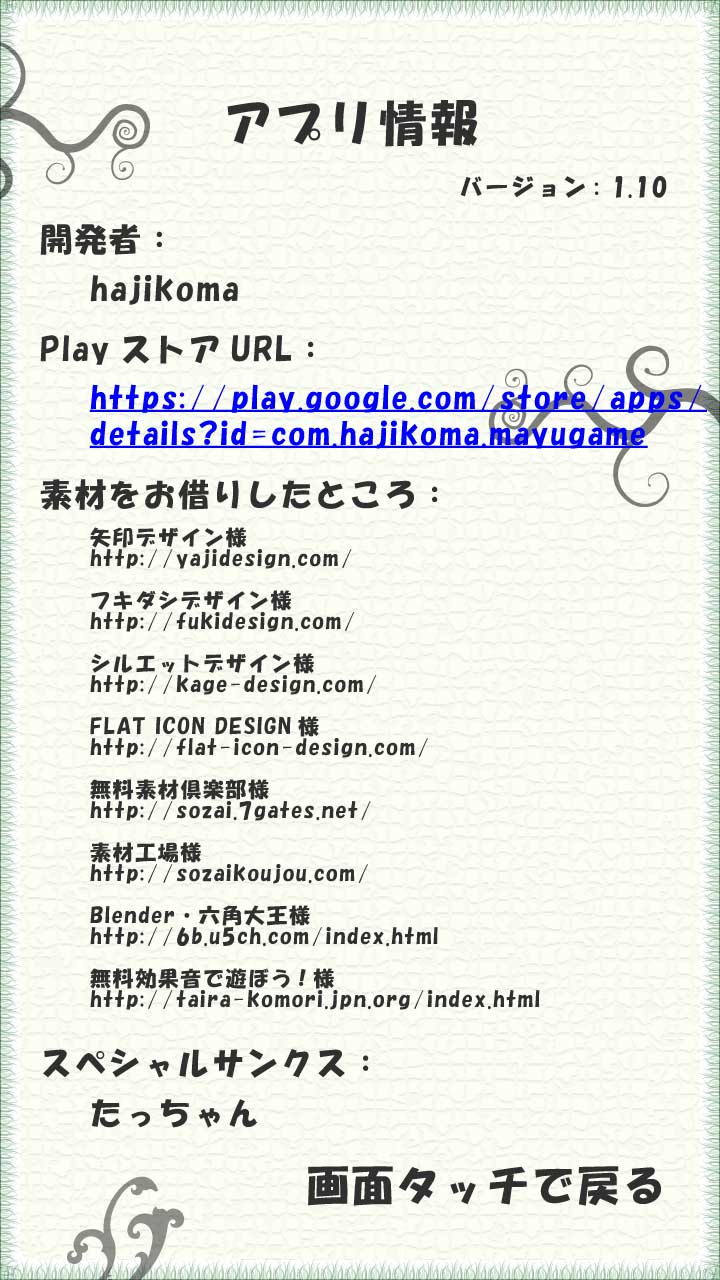 アプリ情報
バージョン : 1.10
開発者 :
hajikoma
Play ストア URL :
https://play.google.com/store/apps/
details?id=com.hajikoma.mayugame
素材をお借りしたところ :
矢印デザイン様
http://yajidesign.com/
フキダシデザイン様
http://fukidesign.com/
シルエットデザイン様
http://kage-design.com/
FLAT ICON DESIGN 様
http://flat-icon-design.com/
無料素材倶楽部様
http://sozai.7gates.net/
素材工場様
http://sozaikoujou.com/
Blender・六角大王様
http://6b.u5ch.com/index.html
無料効果音で遊ぼう!様
http://taira-komori.jpn.org/index.html
スペシャルサンクス :
たっちゃん
画面タッチで戻る